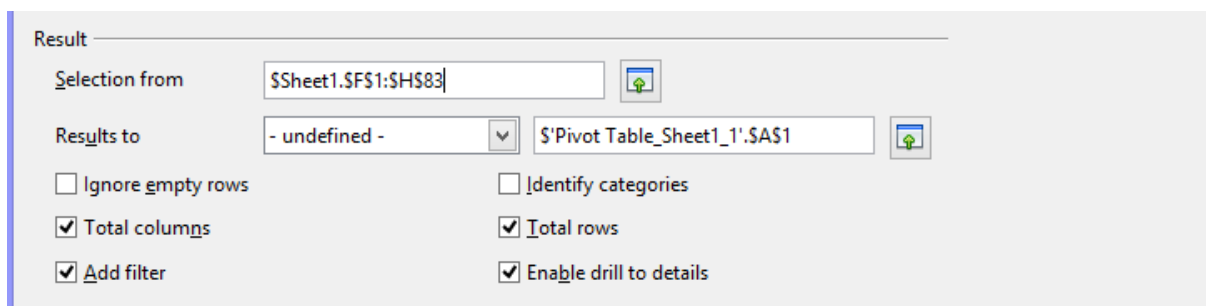 Result
Selection from $Sheet1.$F$1:$H$83
Results to - undefined - $'Pivot Table_Sheet1_1'.$A$1
Ignore empty rows Identify categories
Total columns Total rows
Add filter Enable drill to details